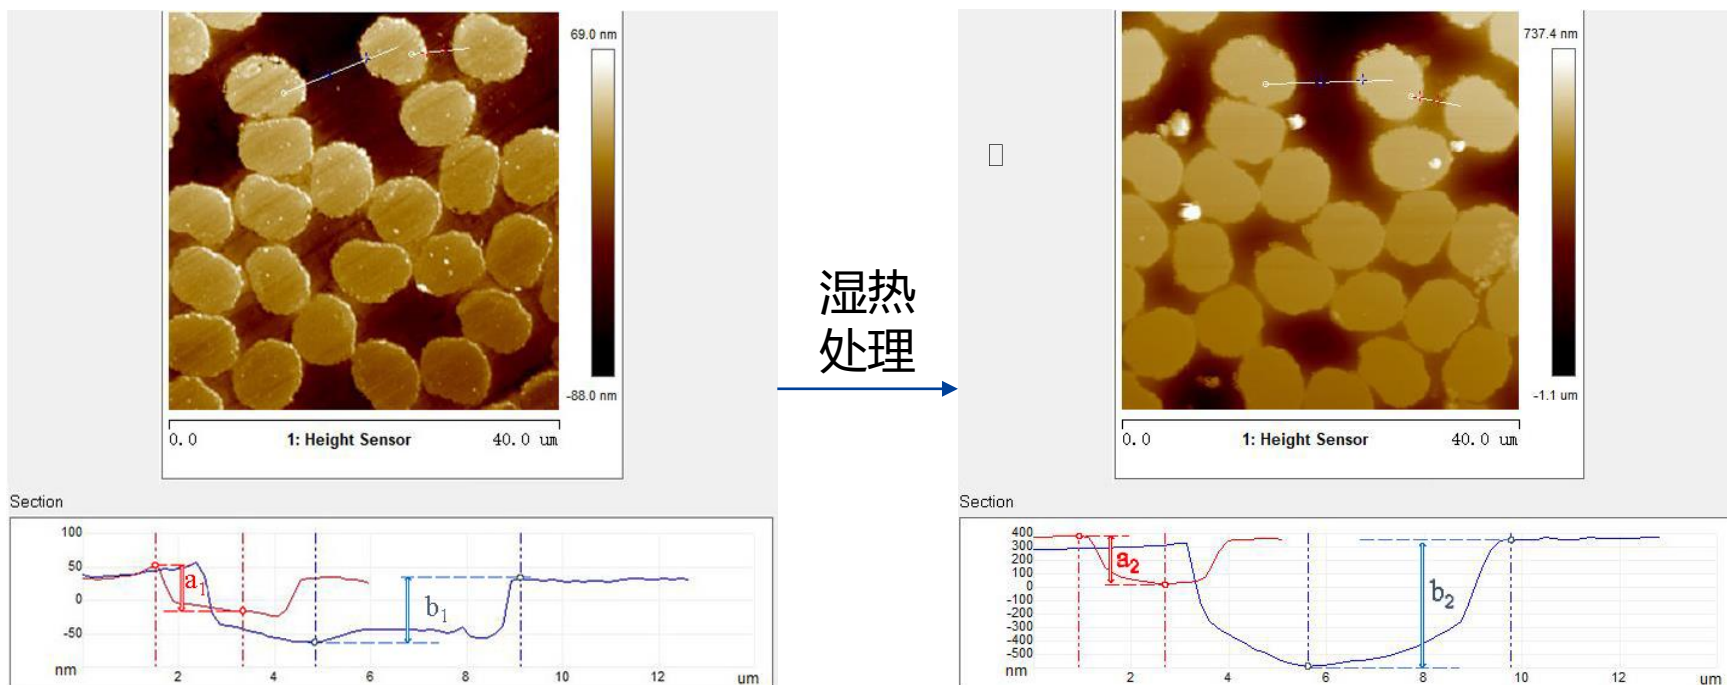 69.0 nm
-88.0 nm
0.0
1: Height Sensor
40.0 um
Section
100
50
0
-50
nm
2
4
6
8
10
12
um
a1
b1
湿热
处理
737.4 nm
-1.1 um
0.0
1: Height Sensor
40.0 um
Section
400
300
200
100
0
-100
-200
-300
-400
-500
nm
2
4
6
8
10
12
um
a2
b2